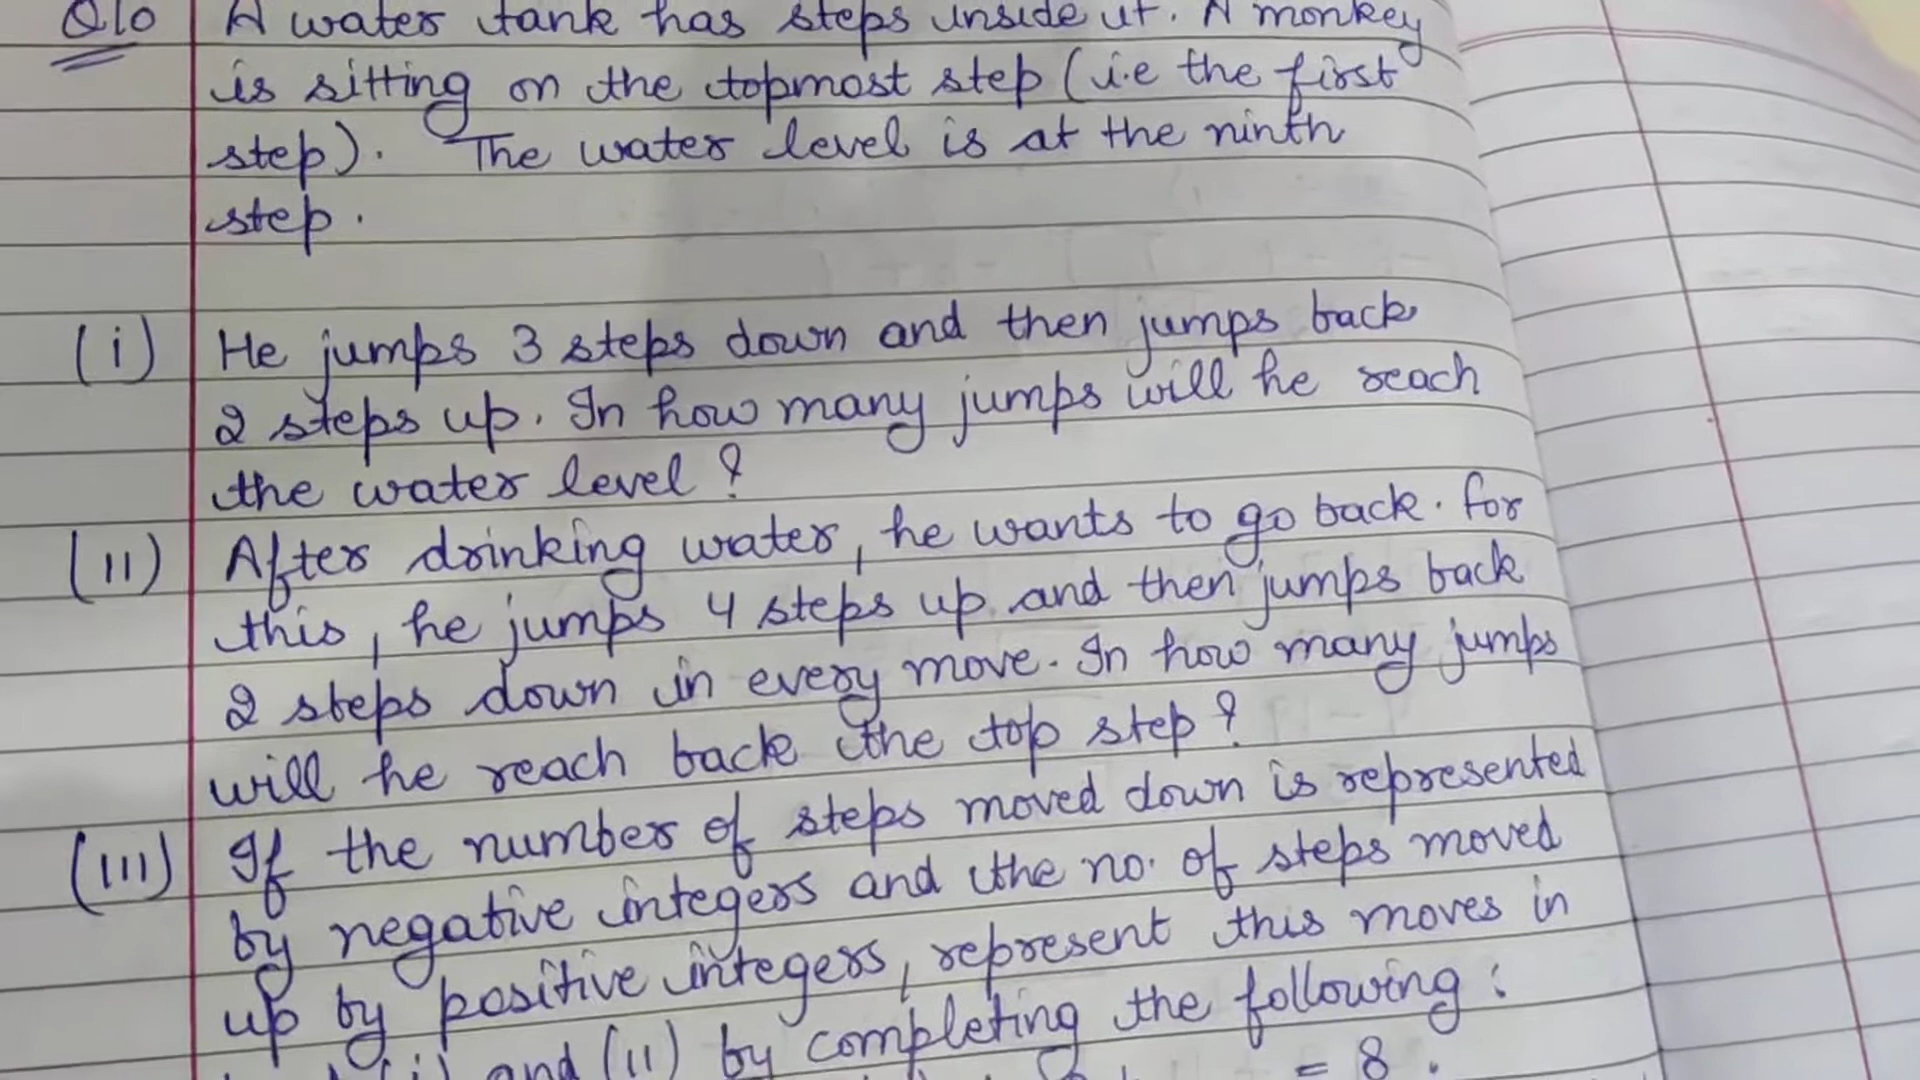 Q10 A water tank has steps inside it. A monkey
is sitting on the topmost step (i.e the first
step). The water level is at the ninth
step.
(i) He jumps 3 steps down and then jumps back
2 steps up. In how many jumps will he reach
the water level?
(11) After drinking water, he wants to go back. for
this, he jumps 4 steps up and then jumps back
2 steps down in every move. In how many jumps
will he reach back the top step?
(111) If the number of steps moved down is represented
by negative integers and the no. of steps moved
up by positive integers, represent this moves in
and (11) by completing the following:
= 8.